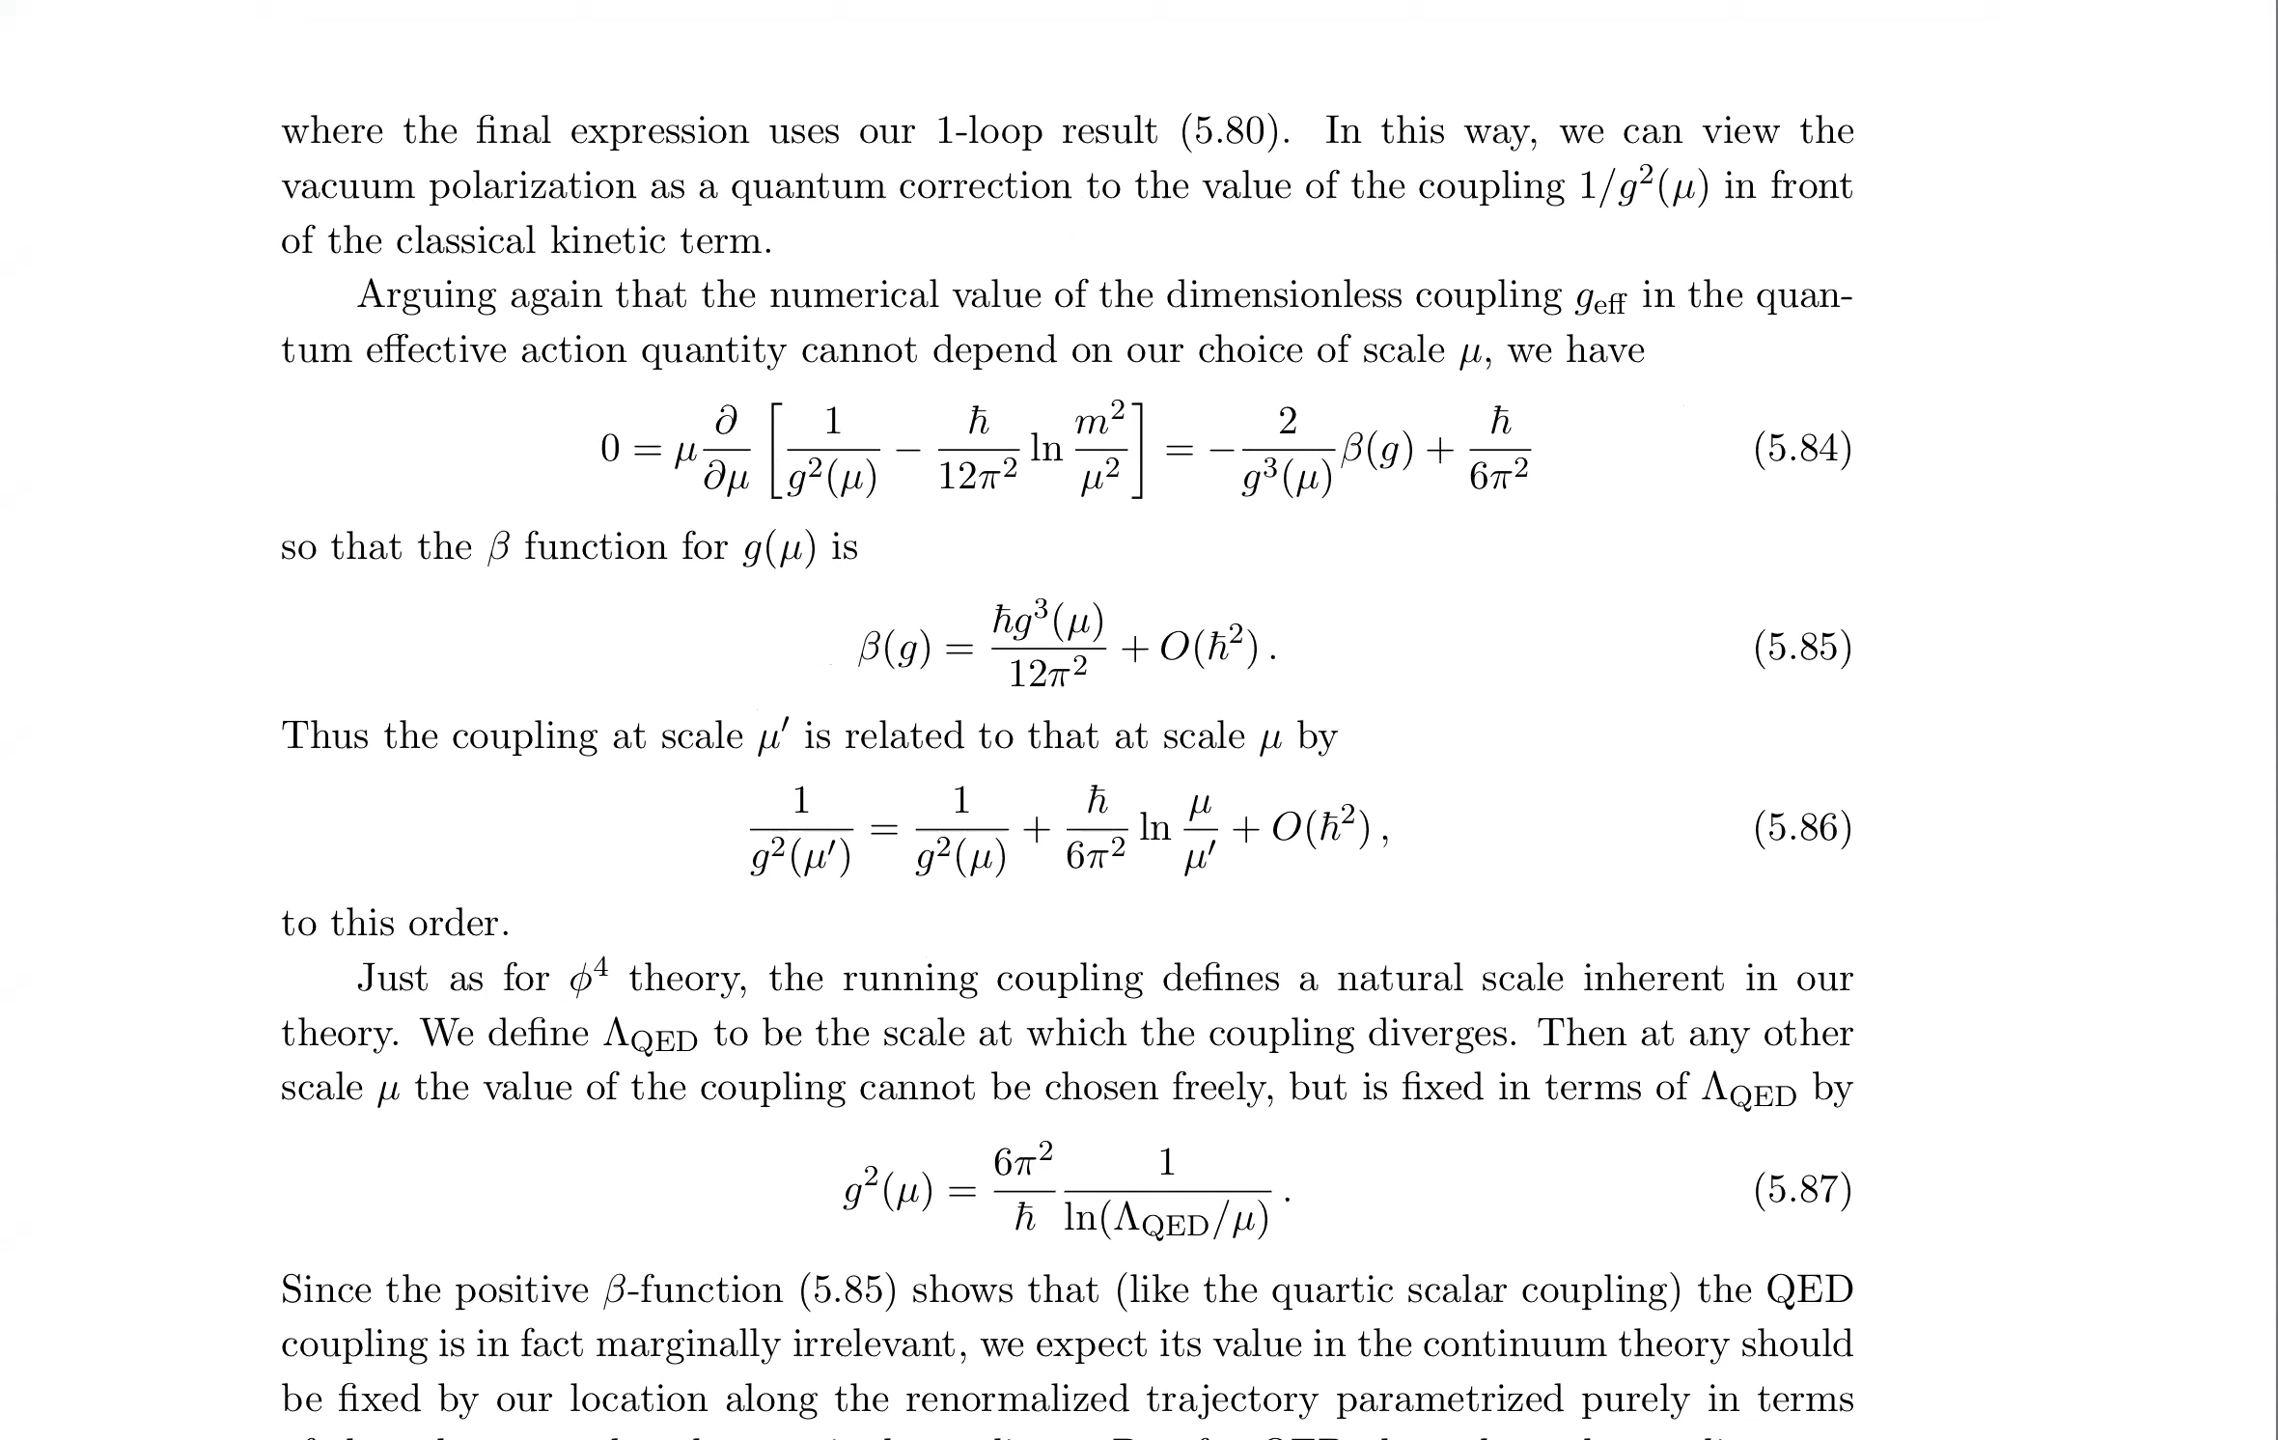 where the final expression uses our 1-loop result (5.80). In this way, we can view the
vacuum polarization as a quantum correction to the value of the coupling 1/g²(μ) in front
of the classical kinetic term.
Arguing again that the numerical value of the dimensionless coupling g_eff in the quan-
tum effective action quantity cannot depend on our choice of scale μ, we have
0 = μ ∂/∂μ [ 1/g²(μ) − ℏ/12π² ln m²/μ² ] = − 2/g³(μ) β(g) + ℏ/6π² (5.84)
so that the β function for g(μ) is
β(g) = ℏg³(μ)/12π² + O(ℏ²) . (5.85)
Thus the coupling at scale μ′ is related to that at scale μ by
1/g²(μ′) = 1/g²(μ) + ℏ/6π² ln μ/μ′ + O(ℏ²) , (5.86)
to this order.
Just as for ϕ⁴ theory, the running coupling defines a natural scale inherent in our
theory. We define Λ_QED to be the scale at which the coupling diverges. Then at any other
scale μ the value of the coupling cannot be chosen freely, but is fixed in terms of Λ_QED by
g²(μ) = 6π²/ℏ 1/ln(Λ_QED/μ) . (5.87)
Since the positive β-function (5.85) shows that (like the quartic scalar coupling) the QED
coupling is in fact marginally irrelevant, we expect its value in the continuum theory should
be fixed by our location along the renormalized trajectory parametrized purely in terms